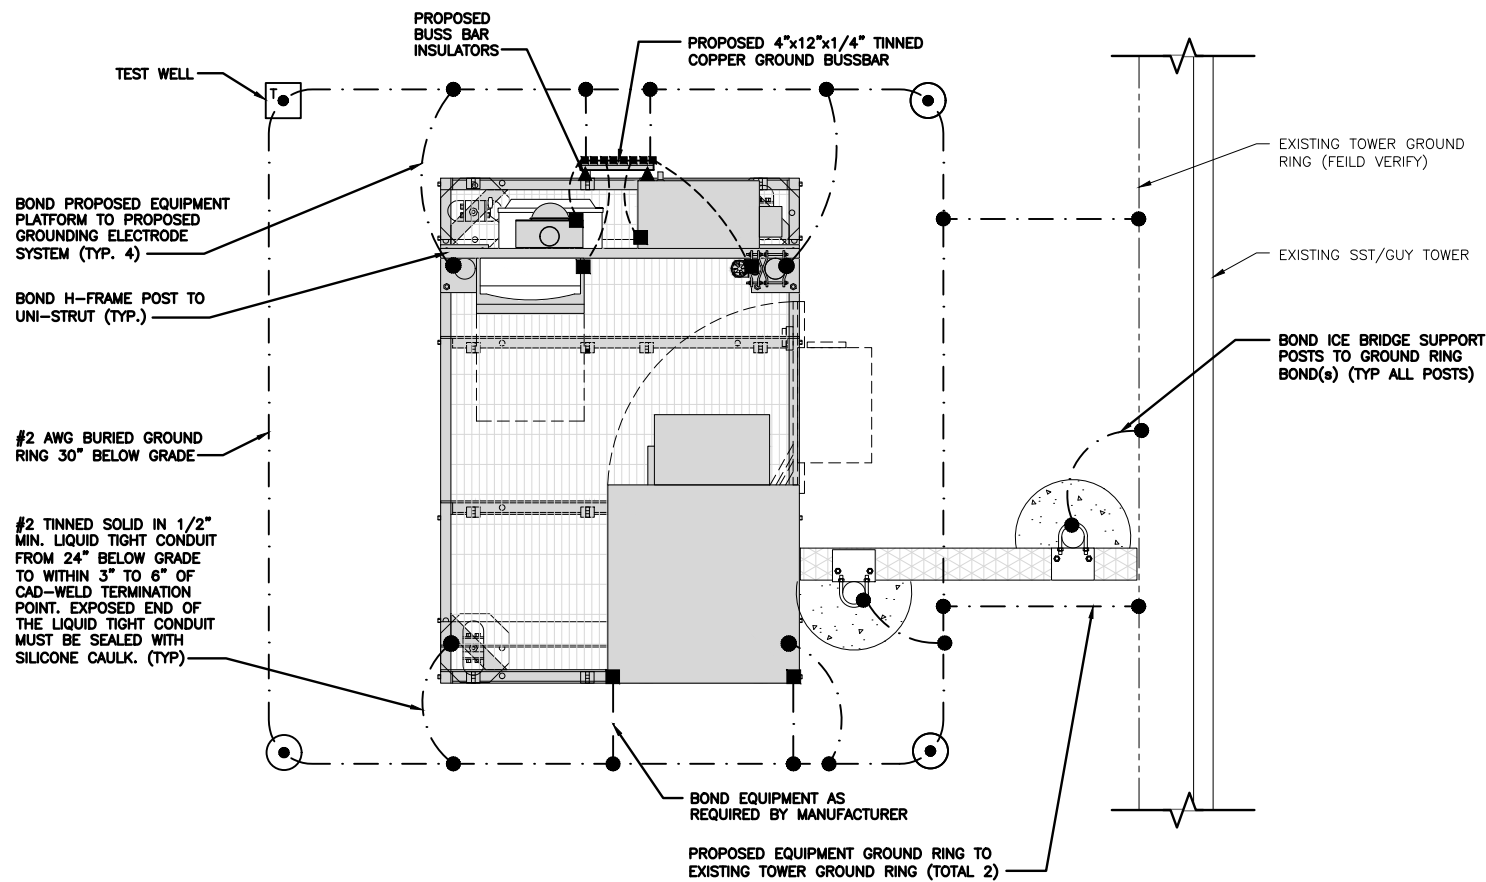 PROPOSED
BUSS BAR
INSULATORS
PROPOSED 4"x12"x1/4" TINNED
COPPER GROUND BUSSBAR
TEST WELL
T
EXISTING TOWER GROUND
RING (FEILD VERIFY)
BOND PROPOSED EQUIPMENT
PLATFORM TO PROPOSED
GROUNDING ELECTRODE
SYSTEM (TYP. 4)
EXISTING SST/GUY TOWER
BOND H-FRAME POST TO
UNI-STRUT (TYP.)
BOND ICE BRIDGE SUPPORT
POSTS TO GROUND RING
BOND(s) (TYP ALL POSTS)
#2 AWG BURIED GROUND
RING 30" BELOW GRADE
#2 TINNED SOLID IN 1/2"
MIN. LIQUID TIGHT CONDUIT
FROM 24" BELOW GRADE
TO WITHIN 3" TO 6" OF
CAD-WELD TERMINATION
POINT. EXPOSED END OF
THE LIQUID TIGHT CONDUIT
MUST BE SEALED WITH
SILICONE CAULK. (TYP)
BOND EQUIPMENT AS
REQUIRED BY MANUFACTURER
PROPOSED EQUIPMENT GROUND RING TO
EXISTING TOWER GROUND RING (TOTAL 2)